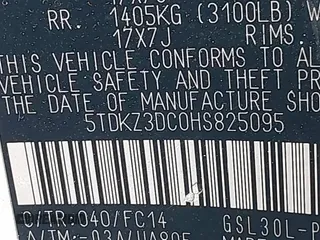 RR. 1405KG (3100LB) W
17X7J RIMS,
THIS VEHICLE CONFORMS TO AL
VEHICLE SAFETY AND THEFT PR
THE DATE OF MANUFACTURE SHO
5TDKZ3DC0HS825095
C/TR:040/FC14 GSL30L-P